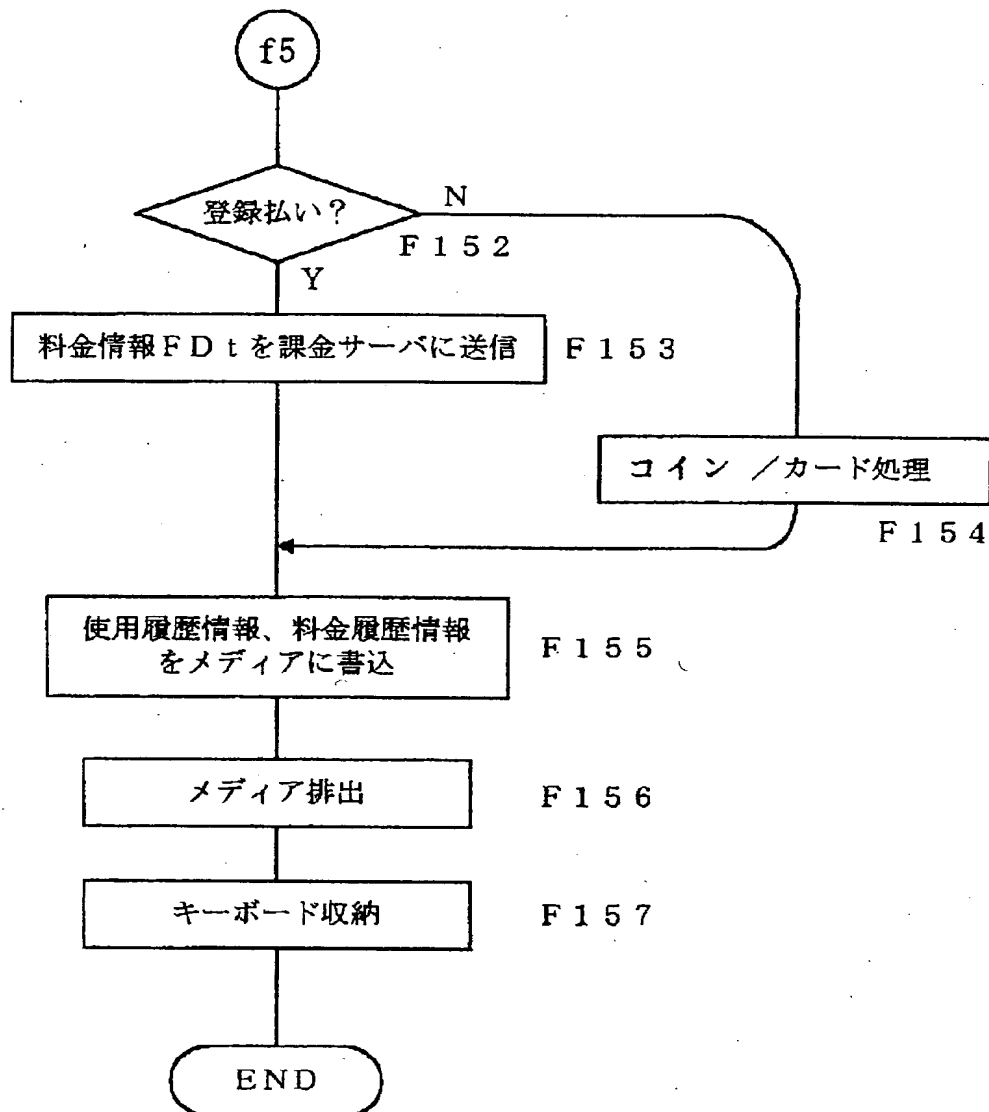 f5
登録払い?
N
F152
Y
料金情報FDtを課金サーバに送信
F153
コイン /カード処理
F154
使用履歴情報、料金履歴情報
をメディアに書込
F155
メディア排出
F156
キーボード収納
F157
END